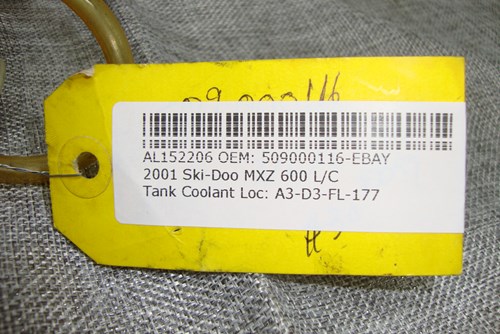 AL152206 OEM: 509000116-EBAY
2001 Ski-Doo MXZ 600 L/C
Tank Coolant Loc: A3-D3-FL-177